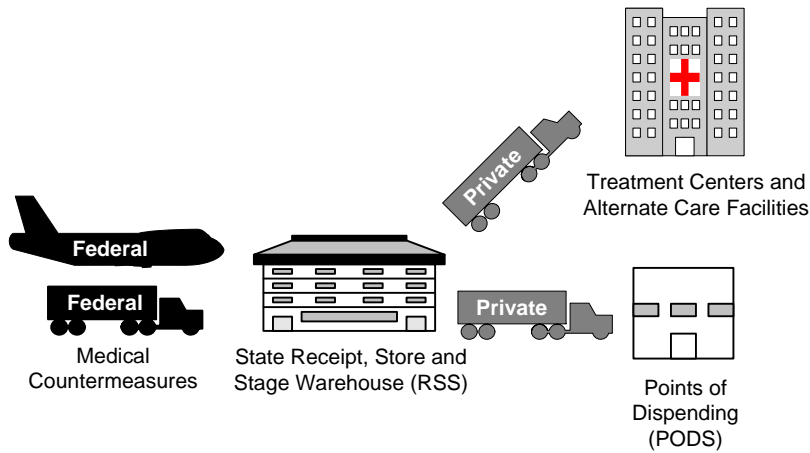 Federal
Federal
Medical
Countermeasures
State Receipt, Store and
Stage Warehouse (RSS)
Private
Treatment Centers and
Alternate Care Facilities
Private
Points of
Dispending
(PODS)